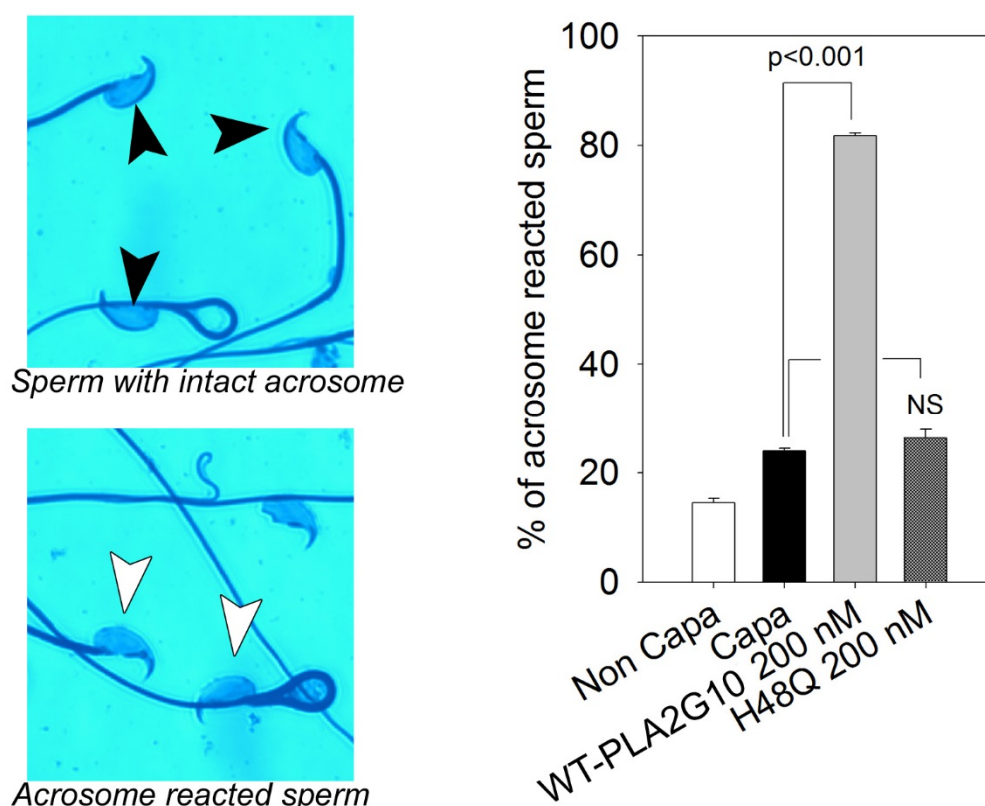 Sperm with intact acrosome
Acrosome reacted sperm
% of acrosome reacted sperm
100
80
60
40
20
0
p<0.001
NS
Non Capa
Capa
WT-PLA2G10 200 nM
H48Q 200 nM